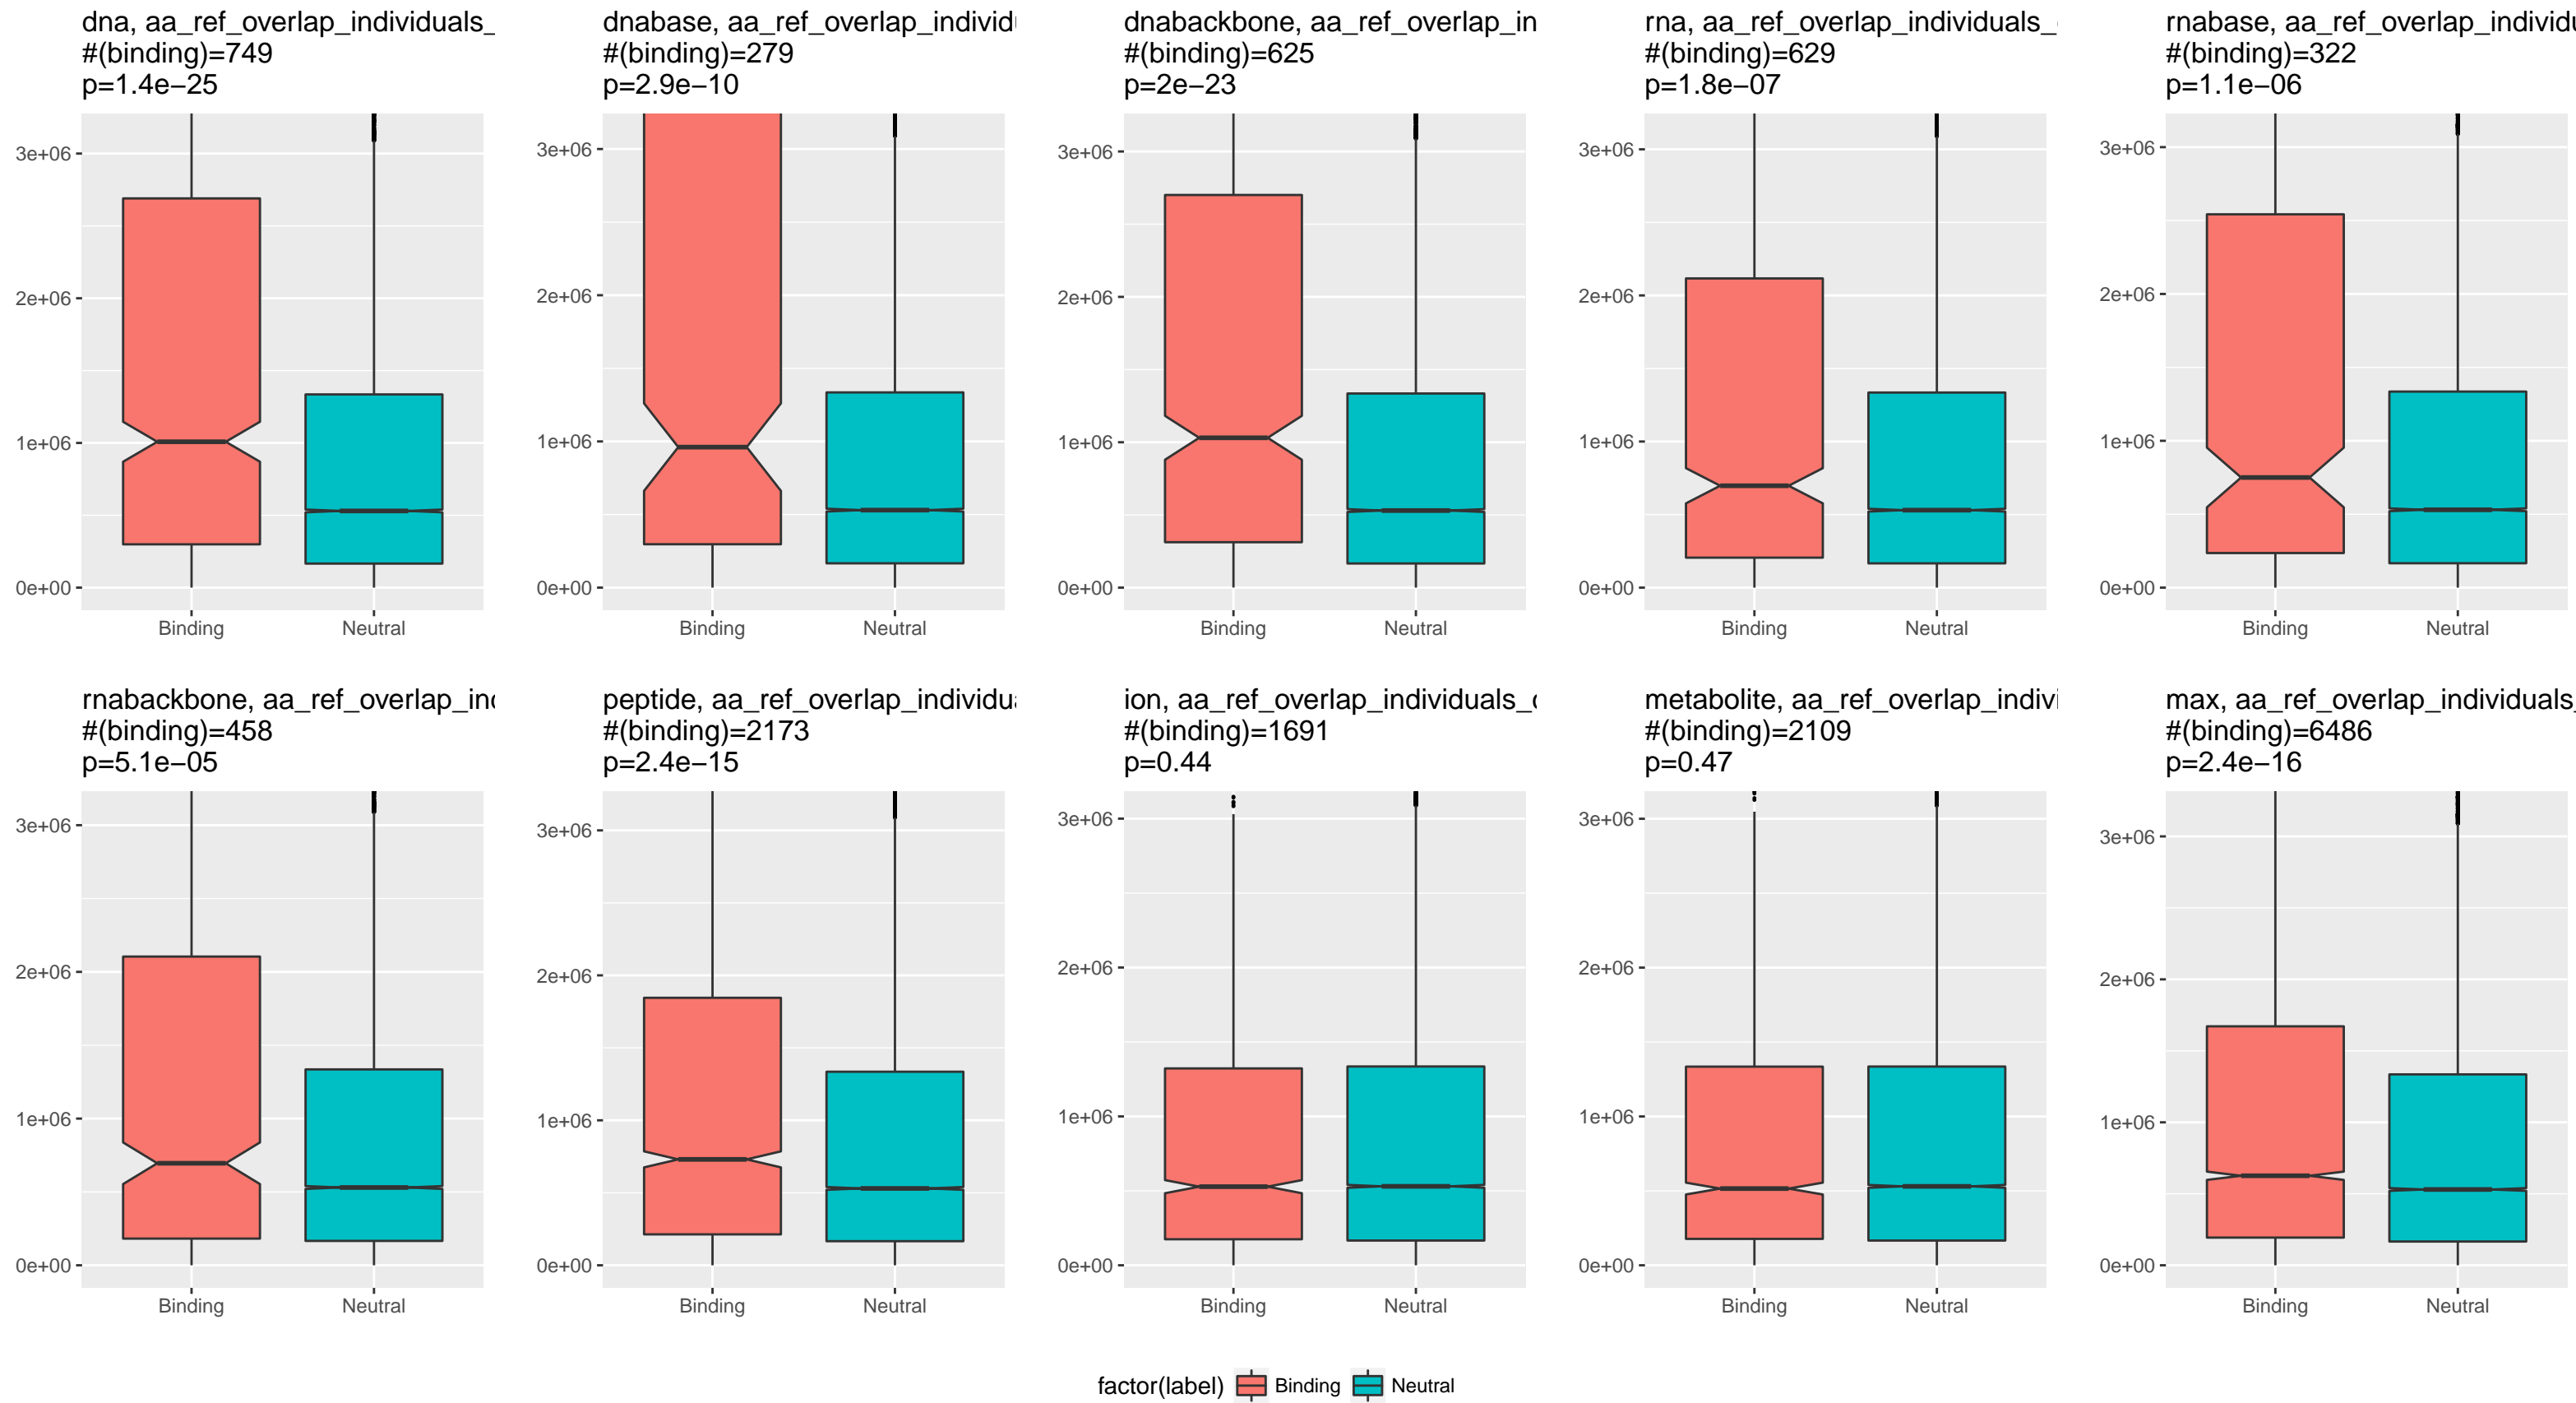 dna, aa_ref_overlap_individuals_
#(binding)=749
p=1.4e−25
3e+06
2e+06
1e+06
0e+00
Binding Neutral
dnabase, aa_ref_overlap_individu
#(binding)=279
p=2.9e−10
3e+06
2e+06
1e+06
0e+00
Binding Neutral
dnabackbone, aa_ref_overlap_in
#(binding)=625
p=2e−23
3e+06
2e+06
1e+06
0e+00
Binding Neutral
rna, aa_ref_overlap_individuals_
#(binding)=629
p=1.8e−07
3e+06
2e+06
1e+06
0e+00
Binding Neutral
rnabase, aa_ref_overlap_individu
#(binding)=322
p=1.1e−06
3e+06
2e+06
1e+06
0e+00
Binding Neutral
rnabackbone, aa_ref_overlap_ind
#(binding)=458
p=5.1e−05
3e+06
2e+06
1e+06
0e+00
Binding Neutral
peptide, aa_ref_overlap_individua
#(binding)=2173
p=2.4e−15
3e+06
2e+06
1e+06
0e+00
Binding Neutral
ion, aa_ref_overlap_individuals_
#(binding)=1691
p=0.44
3e+06
2e+06
1e+06
0e+00
Binding Neutral
metabolite, aa_ref_overlap_indivi
#(binding)=2109
p=0.47
3e+06
2e+06
1e+06
0e+00
Binding Neutral
max, aa_ref_overlap_individuals_
#(binding)=6486
p=2.4e−16
3e+06
2e+06
1e+06
0e+00
Binding Neutral
factor(label) Binding Neutral